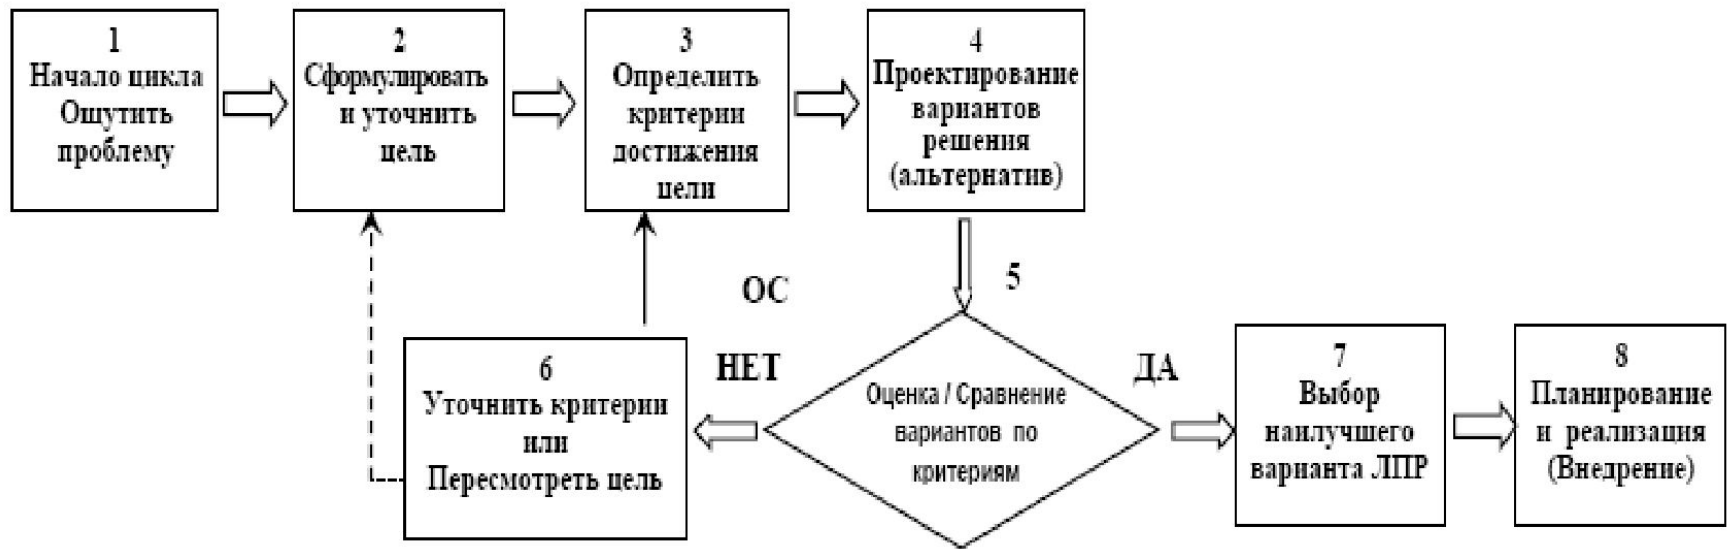 1
Начало цикла
Ощутить
проблему
2
Сформулировать
и уточнить
цель
3
Определить
критерии
достижения
цели
4
Проектирование
вариантов
решения
(альтернатив)
ОС
5
6
Уточнить критерии
или
Пересмотреть цель
НЕТ
Оценка / Сравнение
вариантов по
критериям
ДА
7
Выбор
наилучшего
варианта ЛПР
8
Планирование
и реализация
(Внедрение)